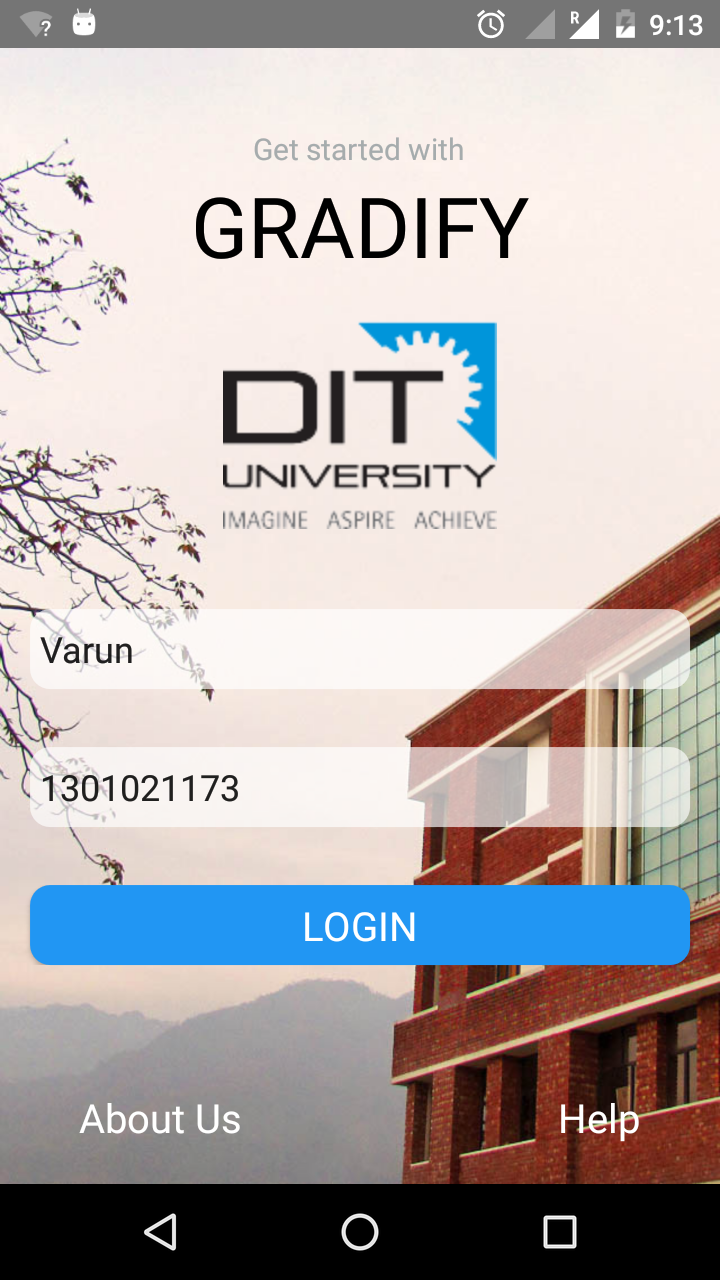 R 9:13
Get started with
GRADIFY
DIT
UNIVERSITY
IMAGINE ASPIRE ACHIEVE
Varun
1301021173
LOGIN
About Us Help